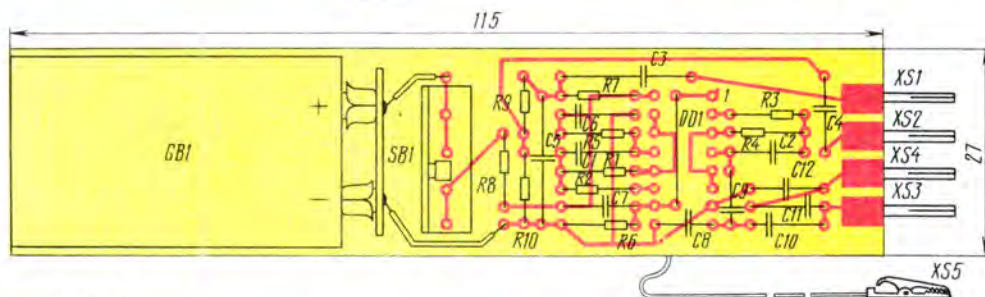 115
27
GB1
+
−
SB1
R8
R9
R10
C5
C6
R7
R5
C1
R1
R2
C7
R6
C3
DD1
1
R3
R4
C2
C4
C12
C9
C11
C10
C8
XS1
XS2
XS4
XS3
XS5